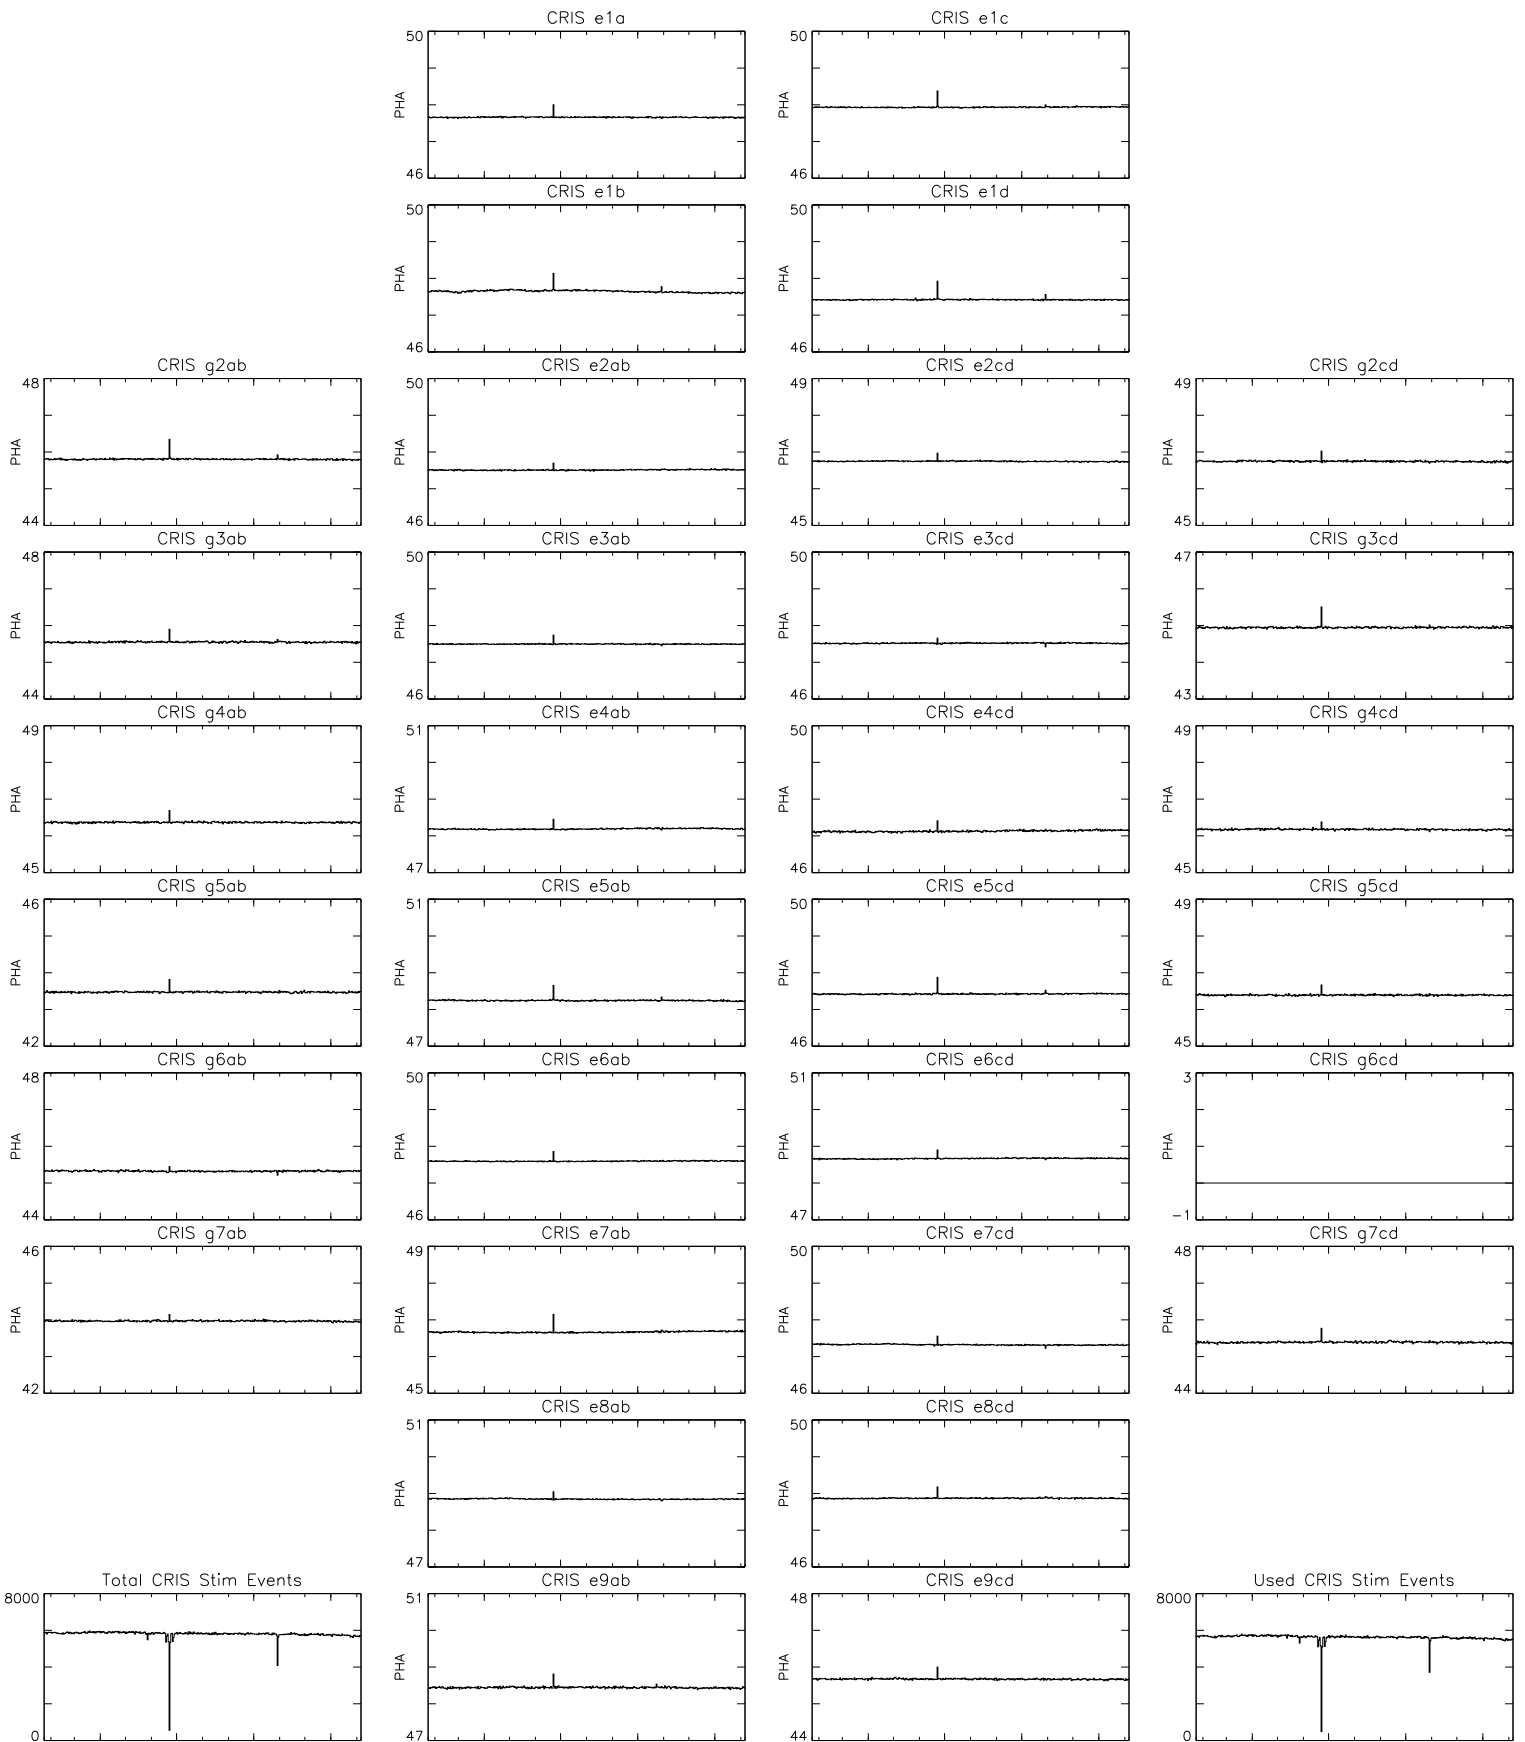 CRIS e1a
CRIS e1c
50
PHA
46
50
PHA
46
CRIS e1b
CRIS e1d
50
PHA
46
50
PHA
46
CRIS g2ab
CRIS e2ab
CRIS e2cd
CRIS g2cd
48
PHA
44
50
PHA
46
49
PHA
45
49
PHA
45
CRIS g3ab
CRIS e3ab
CRIS e3cd
CRIS g3cd
48
PHA
44
50
PHA
46
50
PHA
46
47
PHA
43
CRIS g4ab
CRIS e4ab
CRIS e4cd
CRIS g4cd
49
PHA
45
51
PHA
47
50
PHA
46
49
PHA
45
CRIS g5ab
CRIS e5ab
CRIS e5cd
CRIS g5cd
46
PHA
42
51
PHA
47
50
PHA
46
49
PHA
45
CRIS g6ab
CRIS e6ab
CRIS e6cd
CRIS g6cd
48
PHA
44
50
PHA
46
51
PHA
47
3
PHA
-1
CRIS g7ab
CRIS e7ab
CRIS e7cd
CRIS g7cd
46
PHA
42
49
PHA
45
50
PHA
46
48
PHA
44
CRIS e8ab
CRIS e8cd
51
PHA
47
50
PHA
46
Total CRIS Stim Events
CRIS e9ab
CRIS e9cd
Used CRIS Stim Events
8000
0
51
PHA
47
48
PHA
44
8000
0